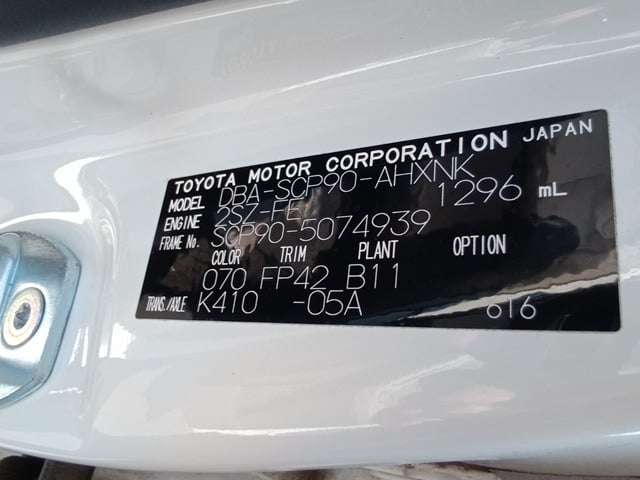 TOYOTA MOTOR CORPORATION JAPAN
MODEL DBA-SCP90-AHXNK
ENGINE 2SZ-FE 1296 mL
FRAME No. SCP90-5074939
COLOR TRIM PLANT OPTION
070 FP42 B11
TRANS./AXLE K410 -05A 616